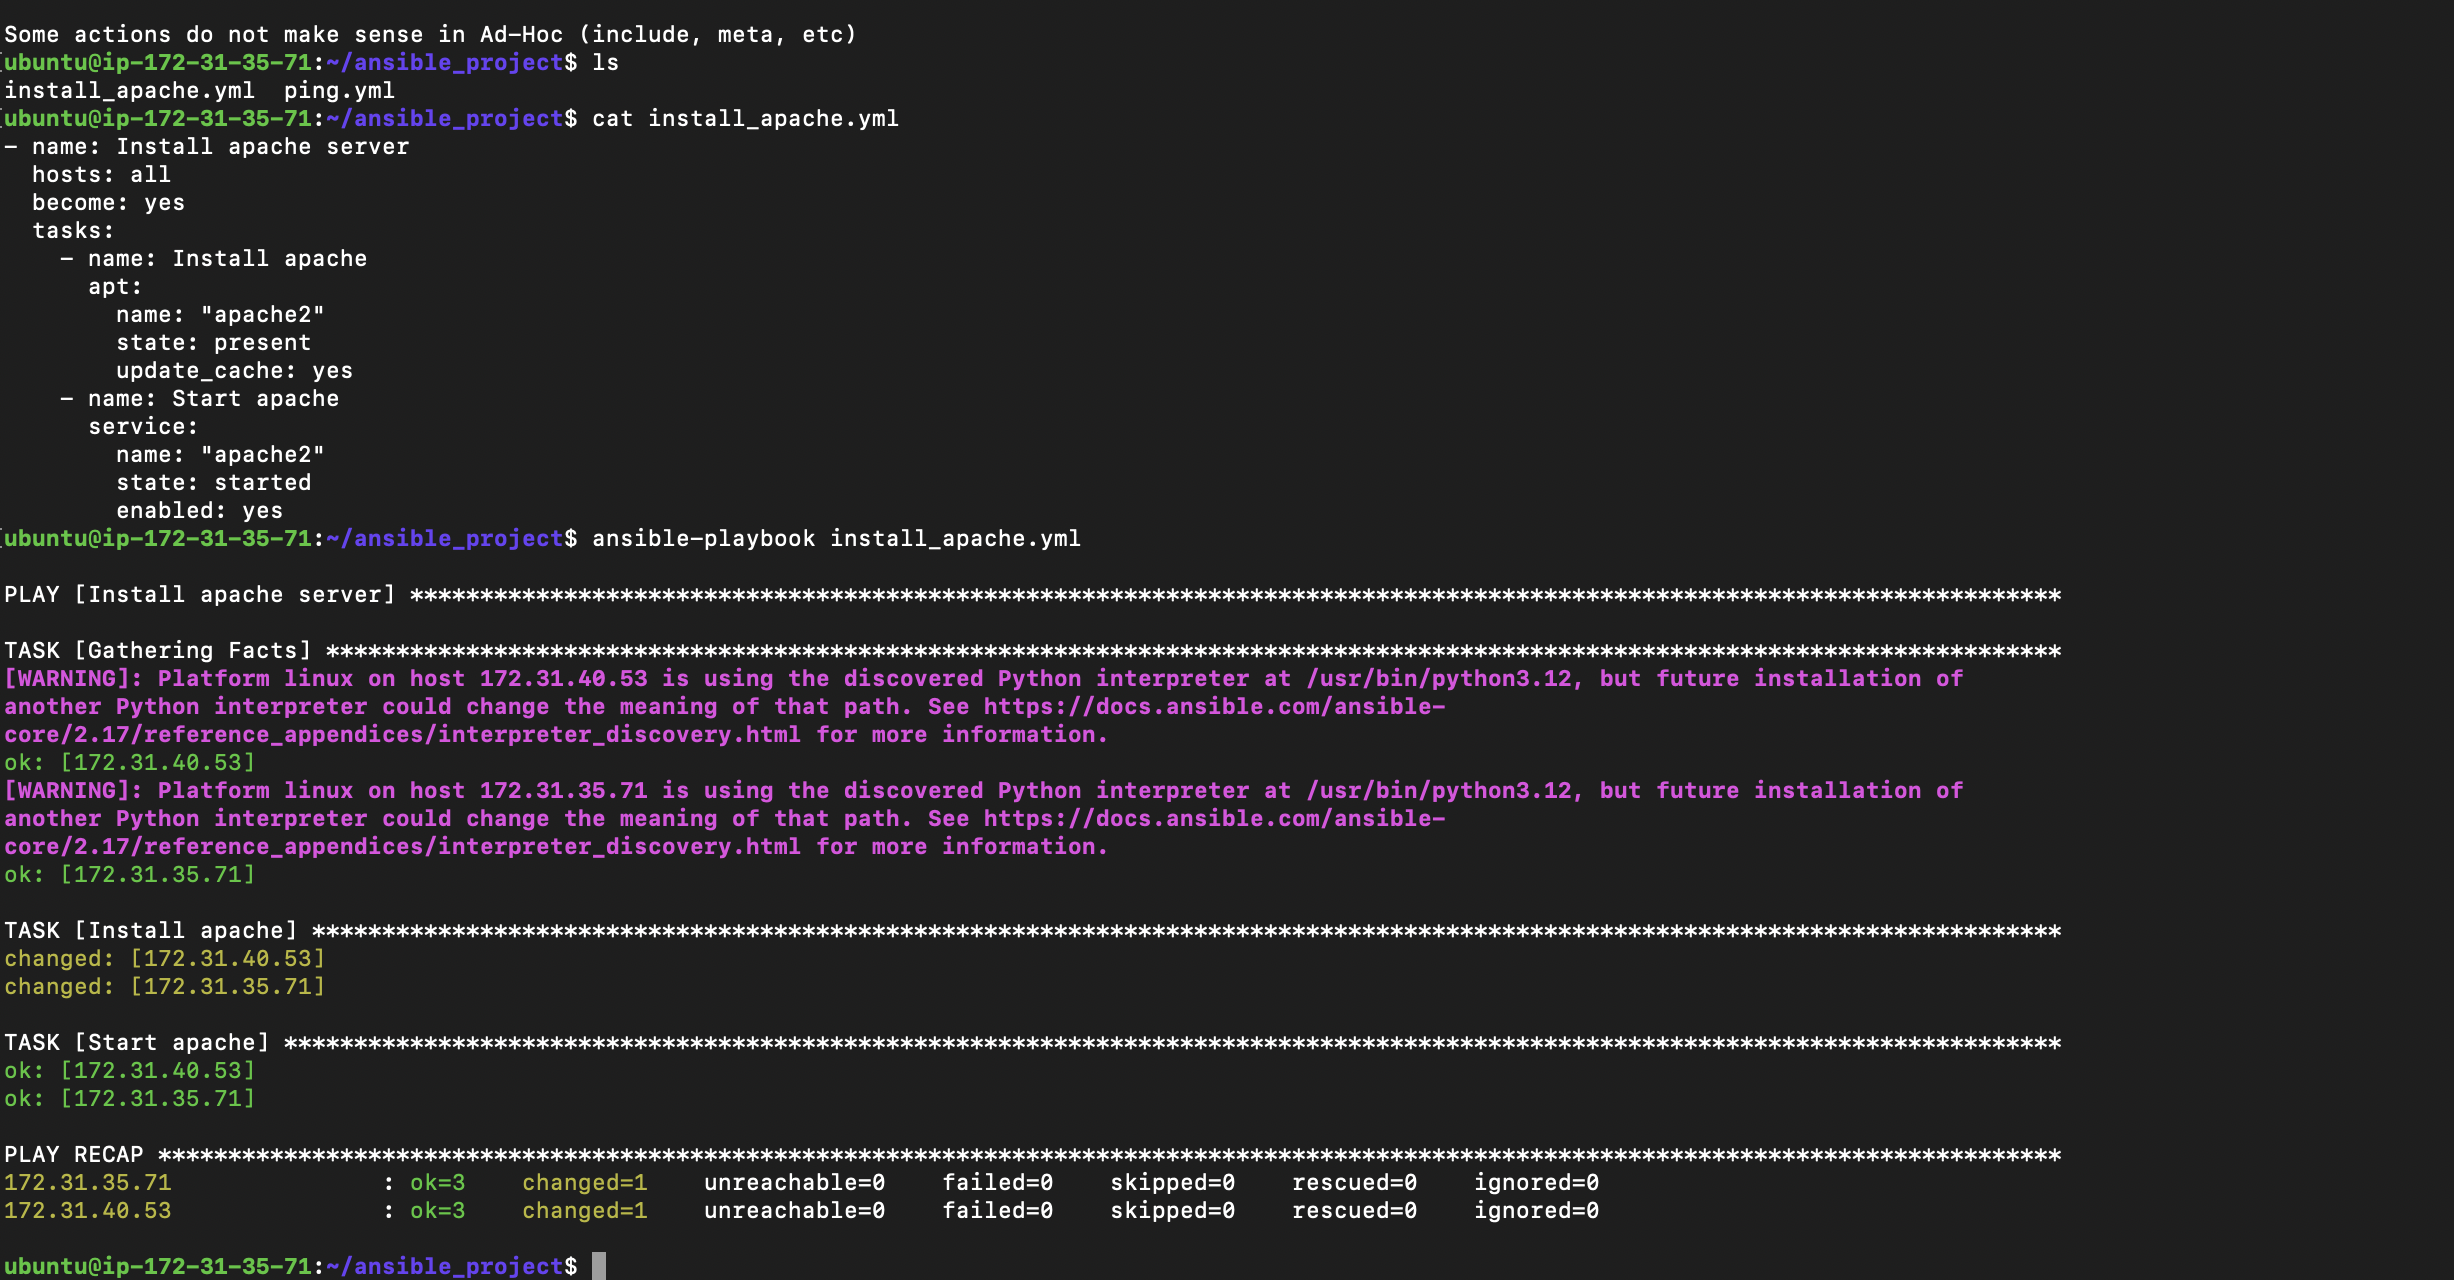 Some actions do not make sense in Ad-Hoc (include, meta, etc)
ubuntu@ip-172-31-35-71:~/ansible_project$ ls
install_apache.yml  ping.yml
ubuntu@ip-172-31-35-71:~/ansible_project$ cat install_apache.yml
- name: Install apache server
  hosts: all
  become: yes
  tasks:
    - name: Install apache
      apt:
        name: "apache2"
        state: present
        update_cache: yes
    - name: Start apache
      service:
        name: "apache2"
        state: started
        enabled: yes
ubuntu@ip-172-31-35-71:~/ansible_project$ ansible-playbook install_apache.yml
PLAY [Install apache server] **********************************************************************************************************************
TASK [Gathering Facts] ****************************************************************************************************************************
[WARNING]: Platform linux on host 172.31.40.53 is using the discovered Python interpreter at /usr/bin/python3.12, but future installation of
another Python interpreter could change the meaning of that path. See https://docs.ansible.com/ansible-
core/2.17/reference_appendices/interpreter_discovery.html for more information.
ok: [172.31.40.53]
[WARNING]: Platform linux on host 172.31.35.71 is using the discovered Python interpreter at /usr/bin/python3.12, but future installation of
another Python interpreter could change the meaning of that path. See https://docs.ansible.com/ansible-
core/2.17/reference_appendices/interpreter_discovery.html for more information.
ok: [172.31.35.71]
TASK [Install apache] *****************************************************************************************************************************
changed: [172.31.40.53]
changed: [172.31.35.71]
TASK [Start apache] *******************************************************************************************************************************
ok: [172.31.40.53]
ok: [172.31.35.71]
PLAY RECAP ****************************************************************************************************************************************
172.31.35.71               : ok=3    changed=1    unreachable=0    failed=0    skipped=0    rescued=0    ignored=0
172.31.40.53               : ok=3    changed=1    unreachable=0    failed=0    skipped=0    rescued=0    ignored=0
ubuntu@ip-172-31-35-71:~/ansible_project$